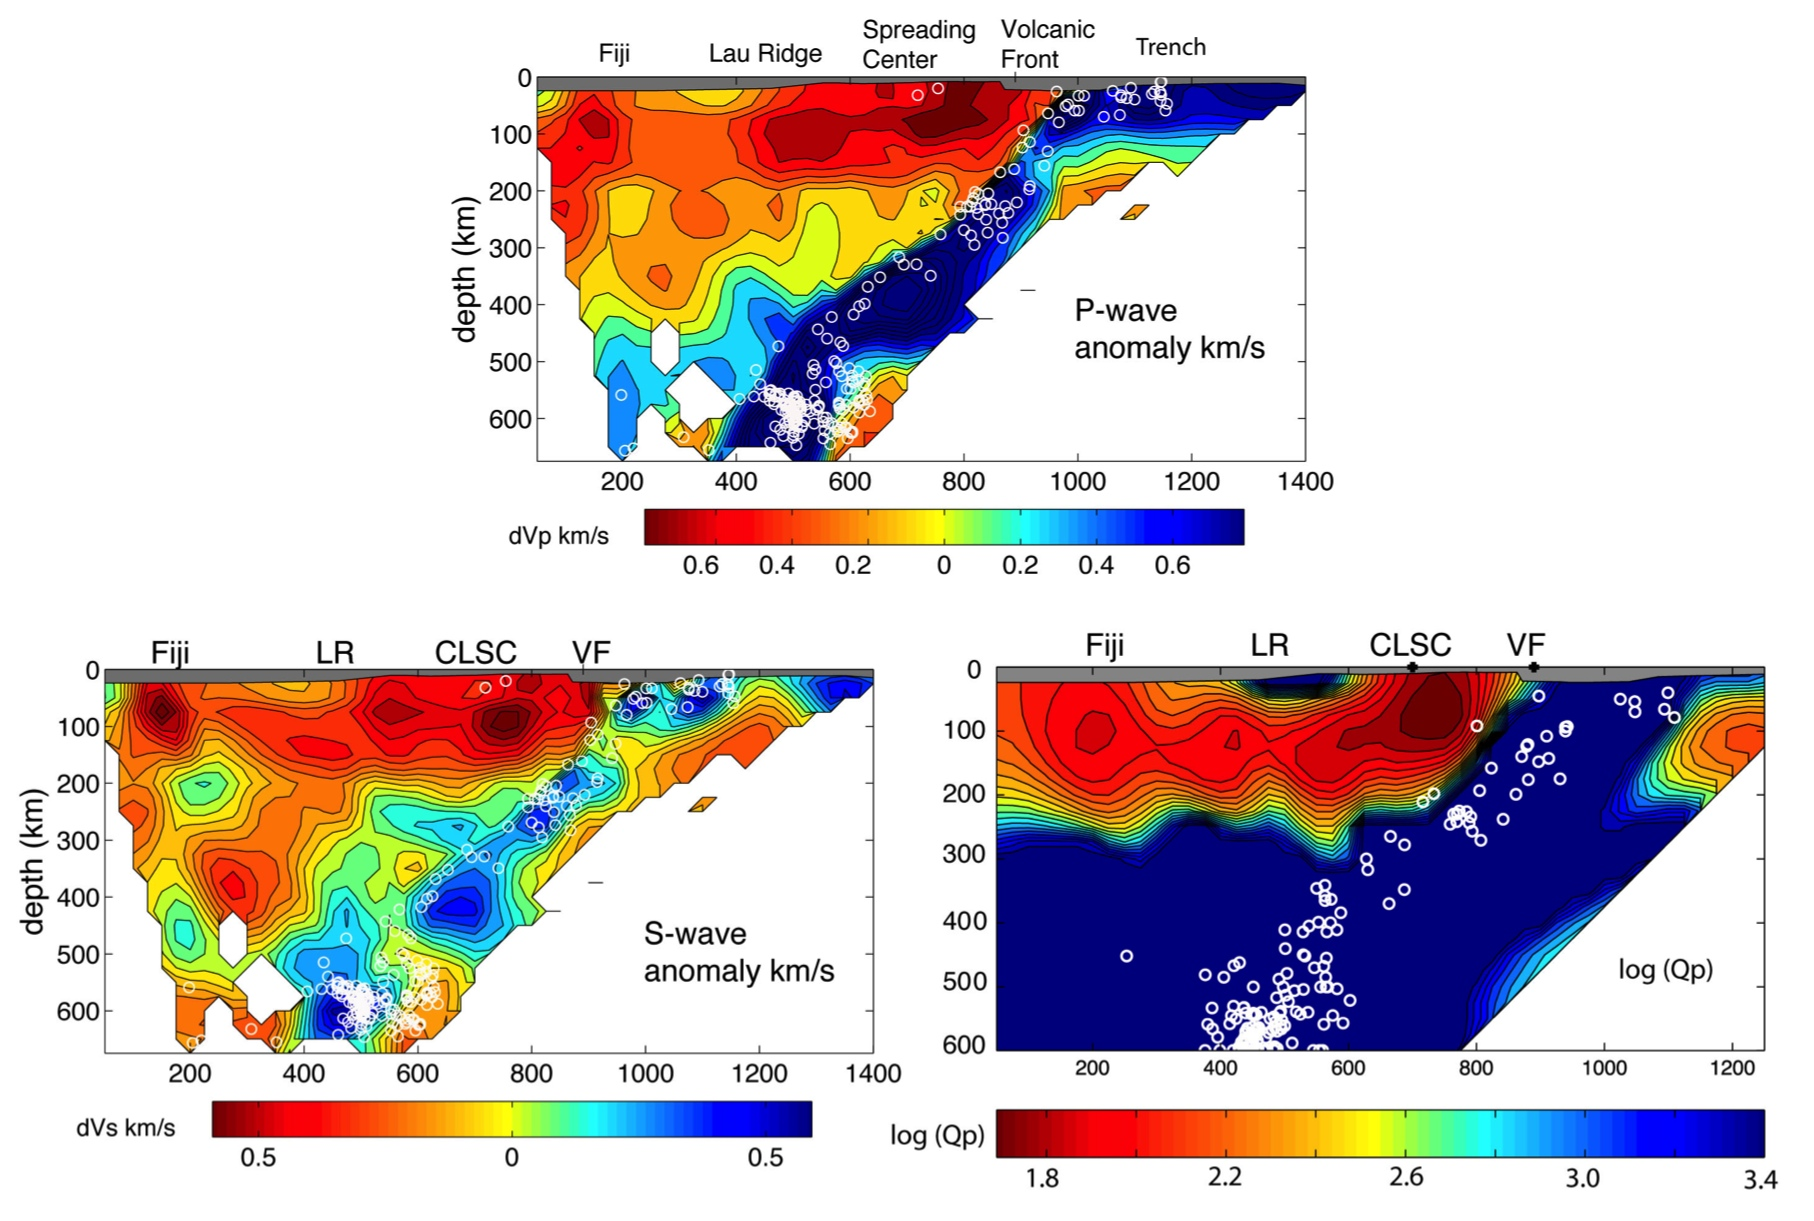 Spreading Volcanic
Fiji Lau Ridge Center Front Trench
0
100
200
300
400
500
600
depth (km)
P-wave
anomaly km/s
200 400 600 800 1000 1200 1400
dVp km/s
0.6 0.4 0.2 0 0.2 0.4 0.6
Fiji LR CLSC VF
0
100
200
300
400
500
600
depth (km)
S-wave
anomaly km/s
200 400 600 800 1000 1200 1400
dVs km/s
0.5 0 0.5
Fiji LR CLSC VF
0
100
200
300
400
500
600
log (Qp)
200 400 600 800 1000 1200
log (Qp)
1.8 2.2 2.6 3.0 3.4